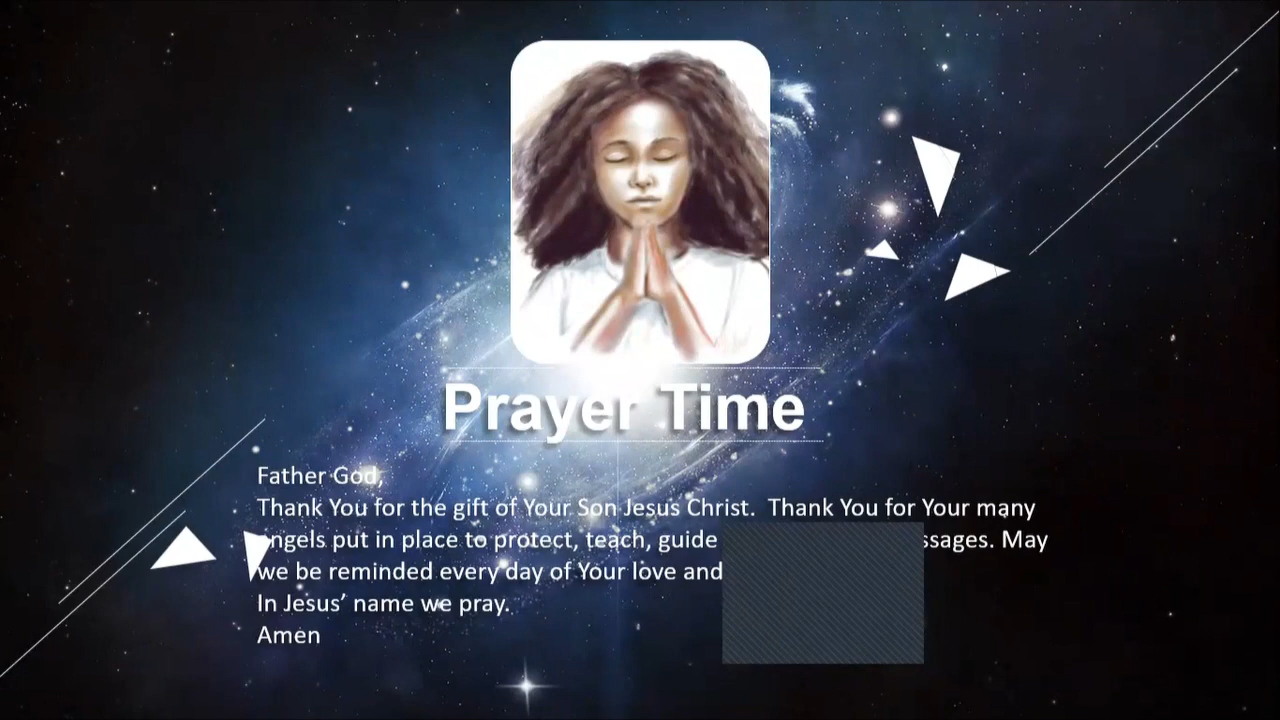 Prayer Time
Father God,
Thank You for the gift of Your Son Jesus Christ.  Thank You for Your many
angels put in place to protect, teach, guide
May
we be reminded every day of Your love and
In Jesus’ name we pray.
Amen